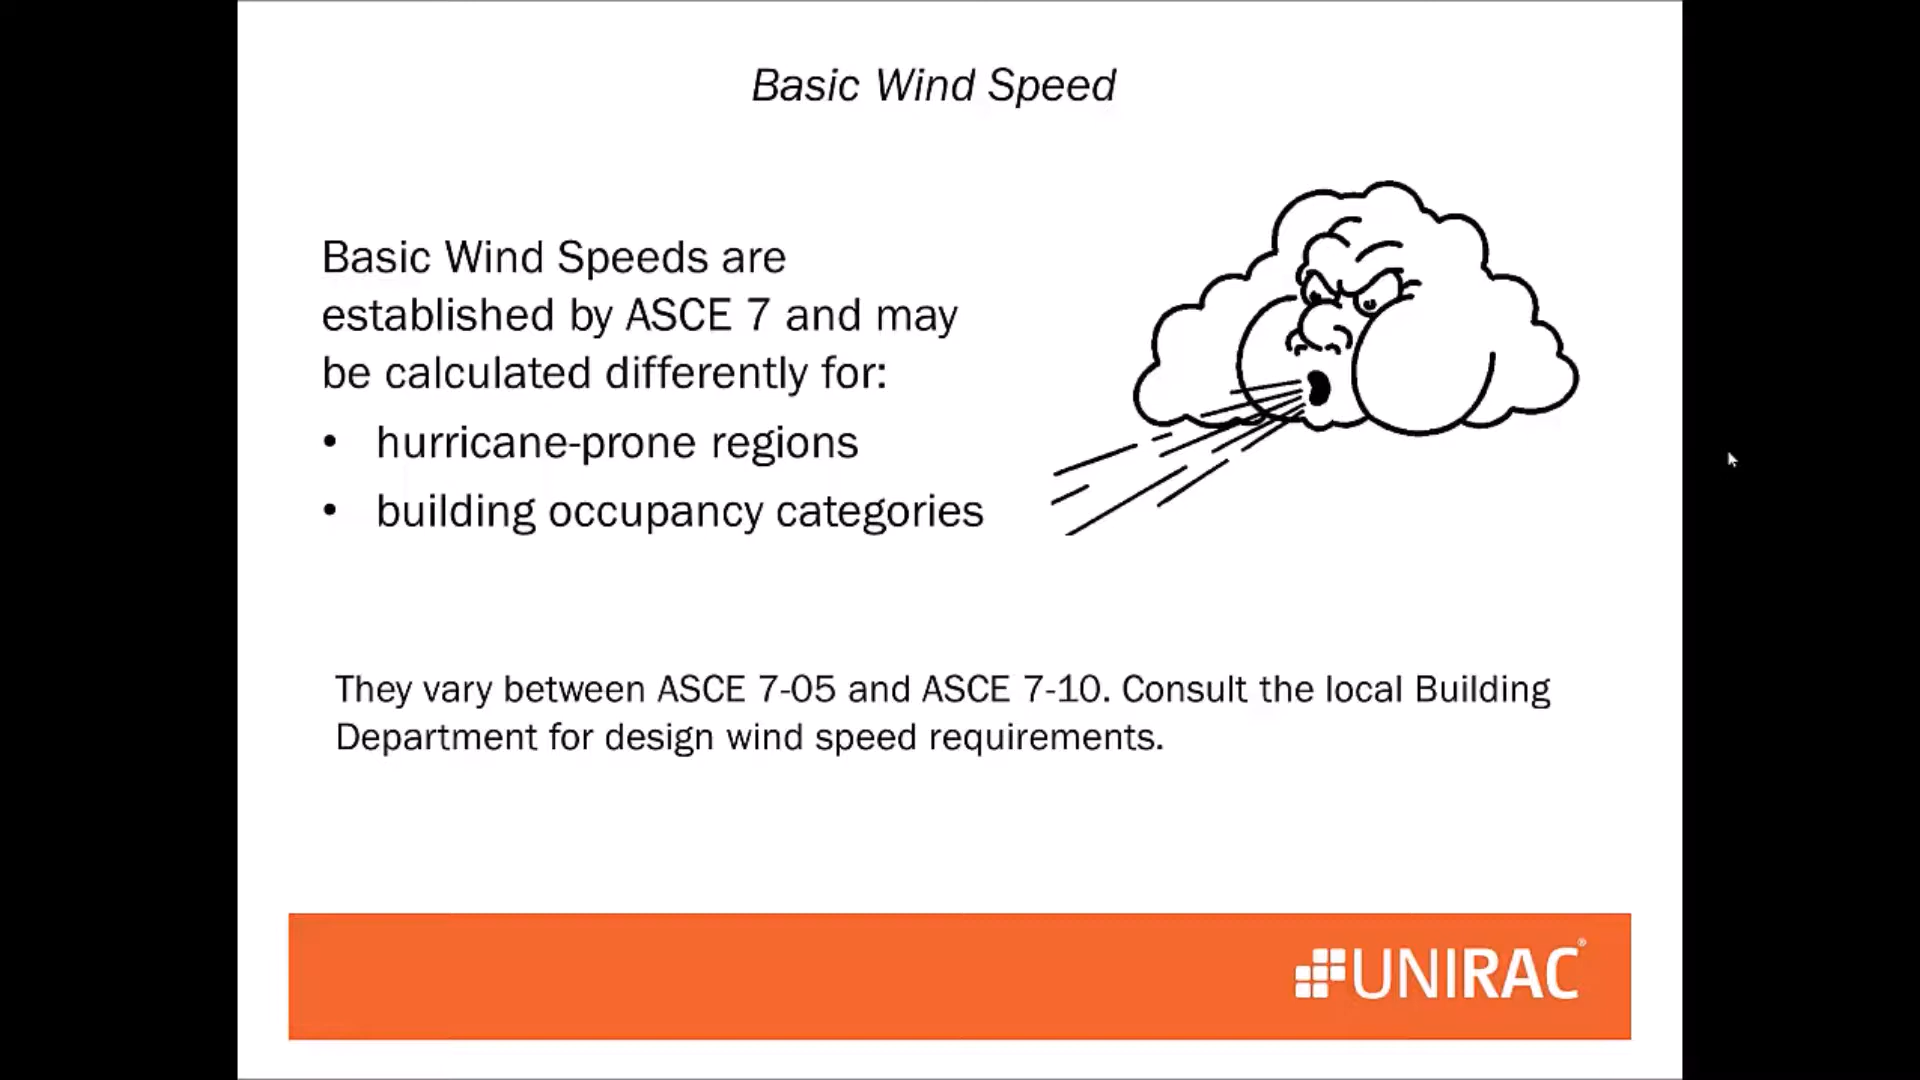 Basic Wind Speed
Basic Wind Speeds are
established by ASCE 7 and may
be calculated differently for:
• hurricane-prone regions
• building occupancy categories
They vary between ASCE 7-05 and ASCE 7-10. Consult the local Building
Department for design wind speed requirements.
UNIRAC®